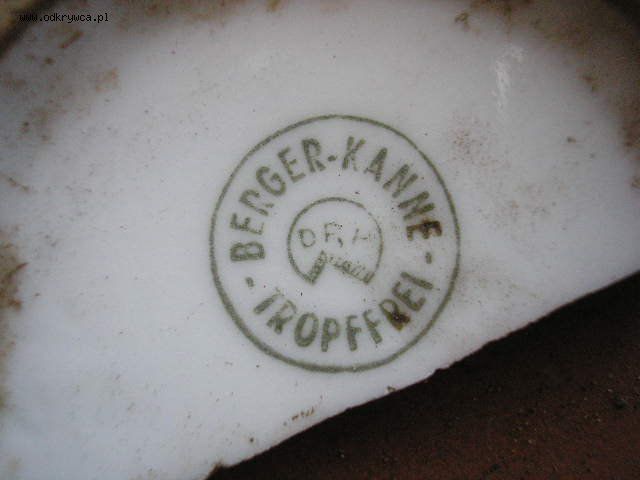 www.odkrywca.pl
BERGER-KANNE
- TROPFFREI -